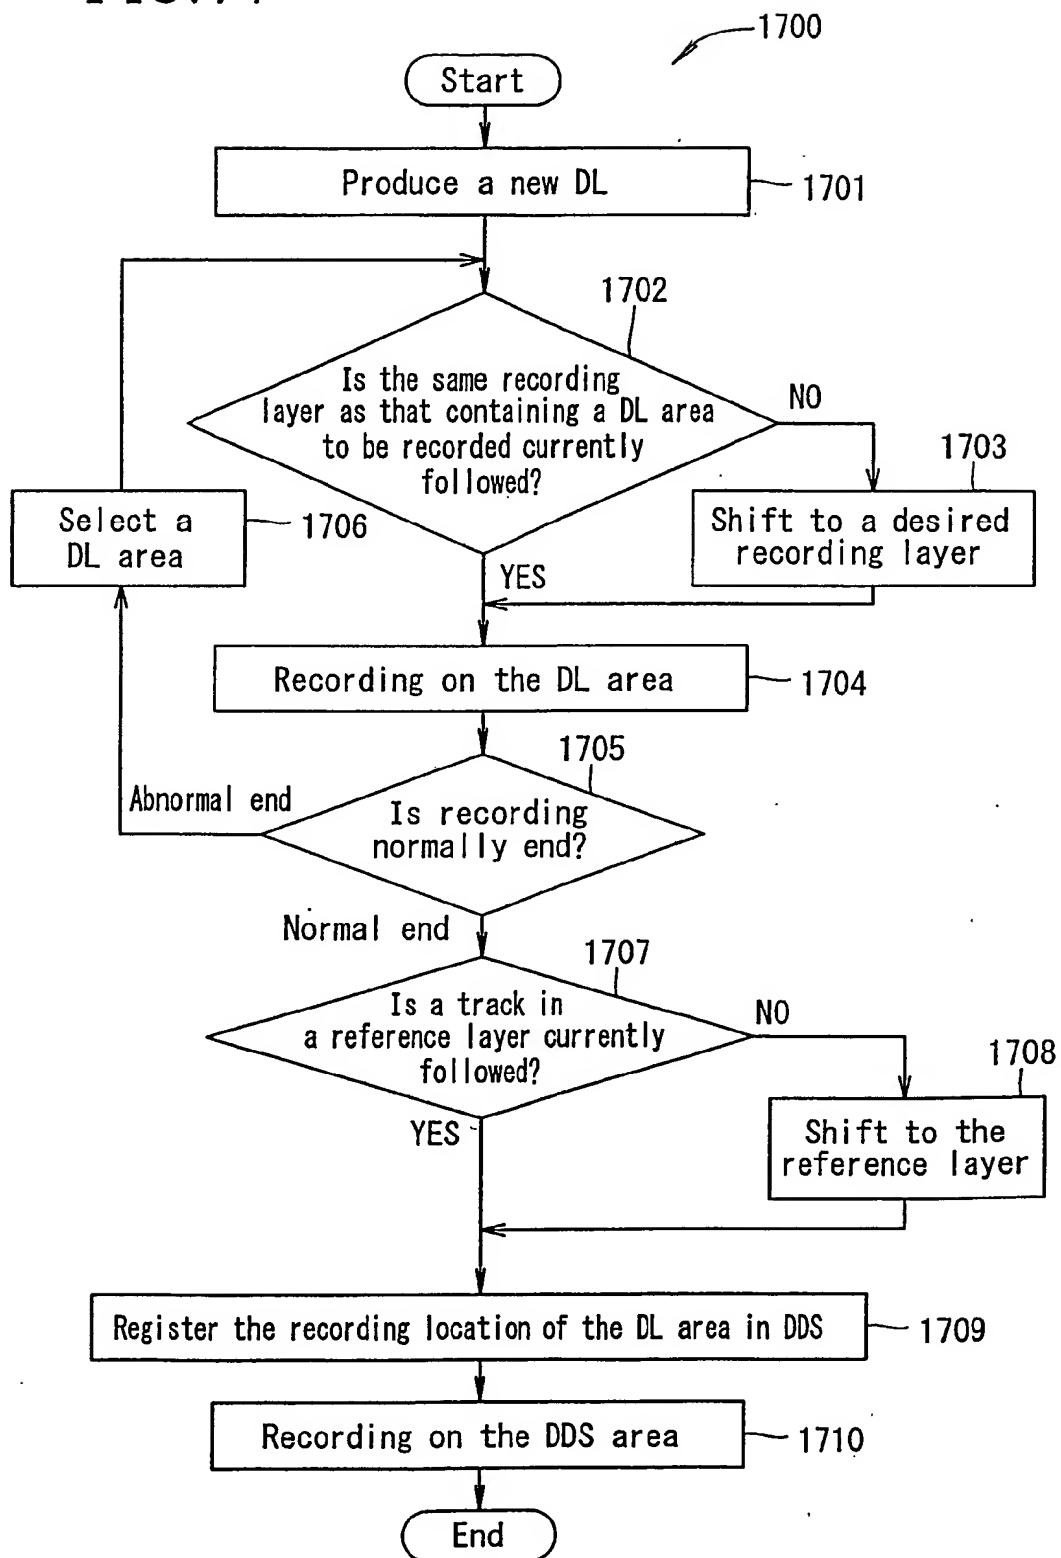 1700
Start
Produce a new DL
1701
1702
Is the same recording
layer as that containing a DL area
to be recorded currently
followed?
NO
1703
Shift to a desired
recording layer
Select a
DL area
1706
YES
Recording on the DL area
1704
1705
Abnormal end
Is recording
normally end?
Normal end
1707
Is a track in
a reference layer currently
followed?
NO
1708
Shift to the
reference layer
YES
Register the recording location of the DL area in DDS
1709
Recording on the DDS area
1710
End